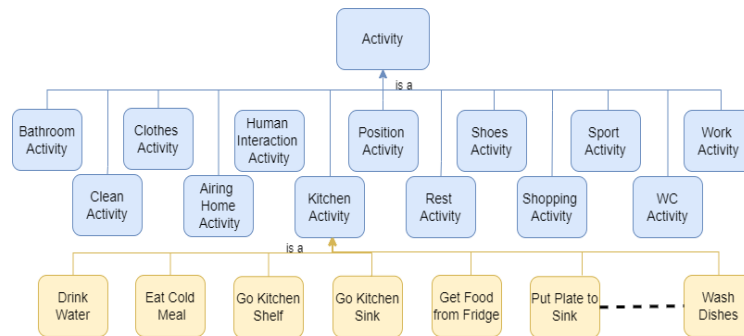 Activity
is a
Bathroom
Activity
Clothes
Activity
Human
Interaction
Activity
Position
Activity
Shoes
Activity
Sport
Activity
Work
Activity
Clean
Activity
Airing
Home
Activity
Kitchen
Activity
Rest
Activity
Shopping
Activity
WC
Activity
is a
Drink
Water
Eat Cold
Meal
Go Kitchen
Shelf
Go Kitchen
Sink
Get Food
from Fridge
Put Plate to
Sink
Wash
Dishes